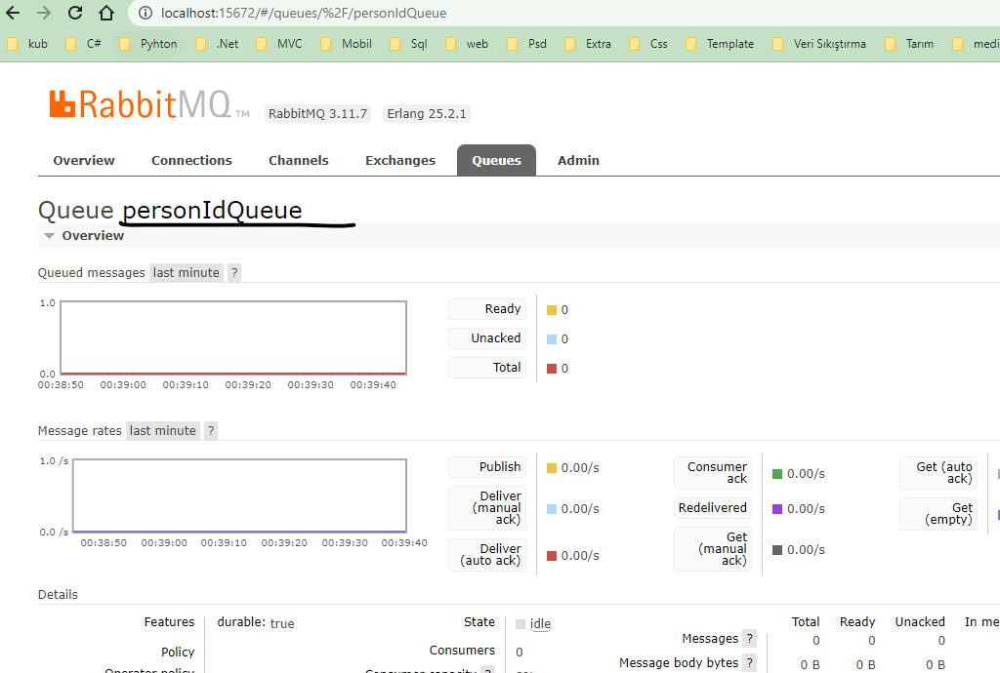 localhost:15672/#/queues/%2F/personIdQueue
kub C# Pyhton .Net MVC Mobil Sql web Psd Extra Css Template Veri Sıkıştırma Tarım medi
RabbitMQ TM RabbitMQ 3.11.7 Erlang 25.2.1
Overview Connections Channels Exchanges Queues Admin
Queue personIdQueue
Overview
Queued messages last minute ?
1.0
0.0
00:38:50 00:39:00 00:39:10 00:39:20 00:39:30 00:39:40
Ready 0
Unacked 0
Total 0
Message rates last minute ?
1.0 /s
0.0 /s
00:38:50 00:39:00 00:39:10 00:39:20 00:39:30 00:39:40
Publish 0.00/s
Deliver
(manual 0.00/s
ack)
Deliver
(auto ack) 0.00/s
Consumer
ack 0.00/s
Redelivered 0.00/s
Get
(manual 0.00/s
ack)
Get (auto
ack)
Get
(empty)
Details
Features durable: true
Policy
Operator policy
State idle
Consumers 0
Consumer capacity ?
Total Ready Unacked In me
Messages ? 0 0 0
Message body bytes ? 0 B 0 B 0 B